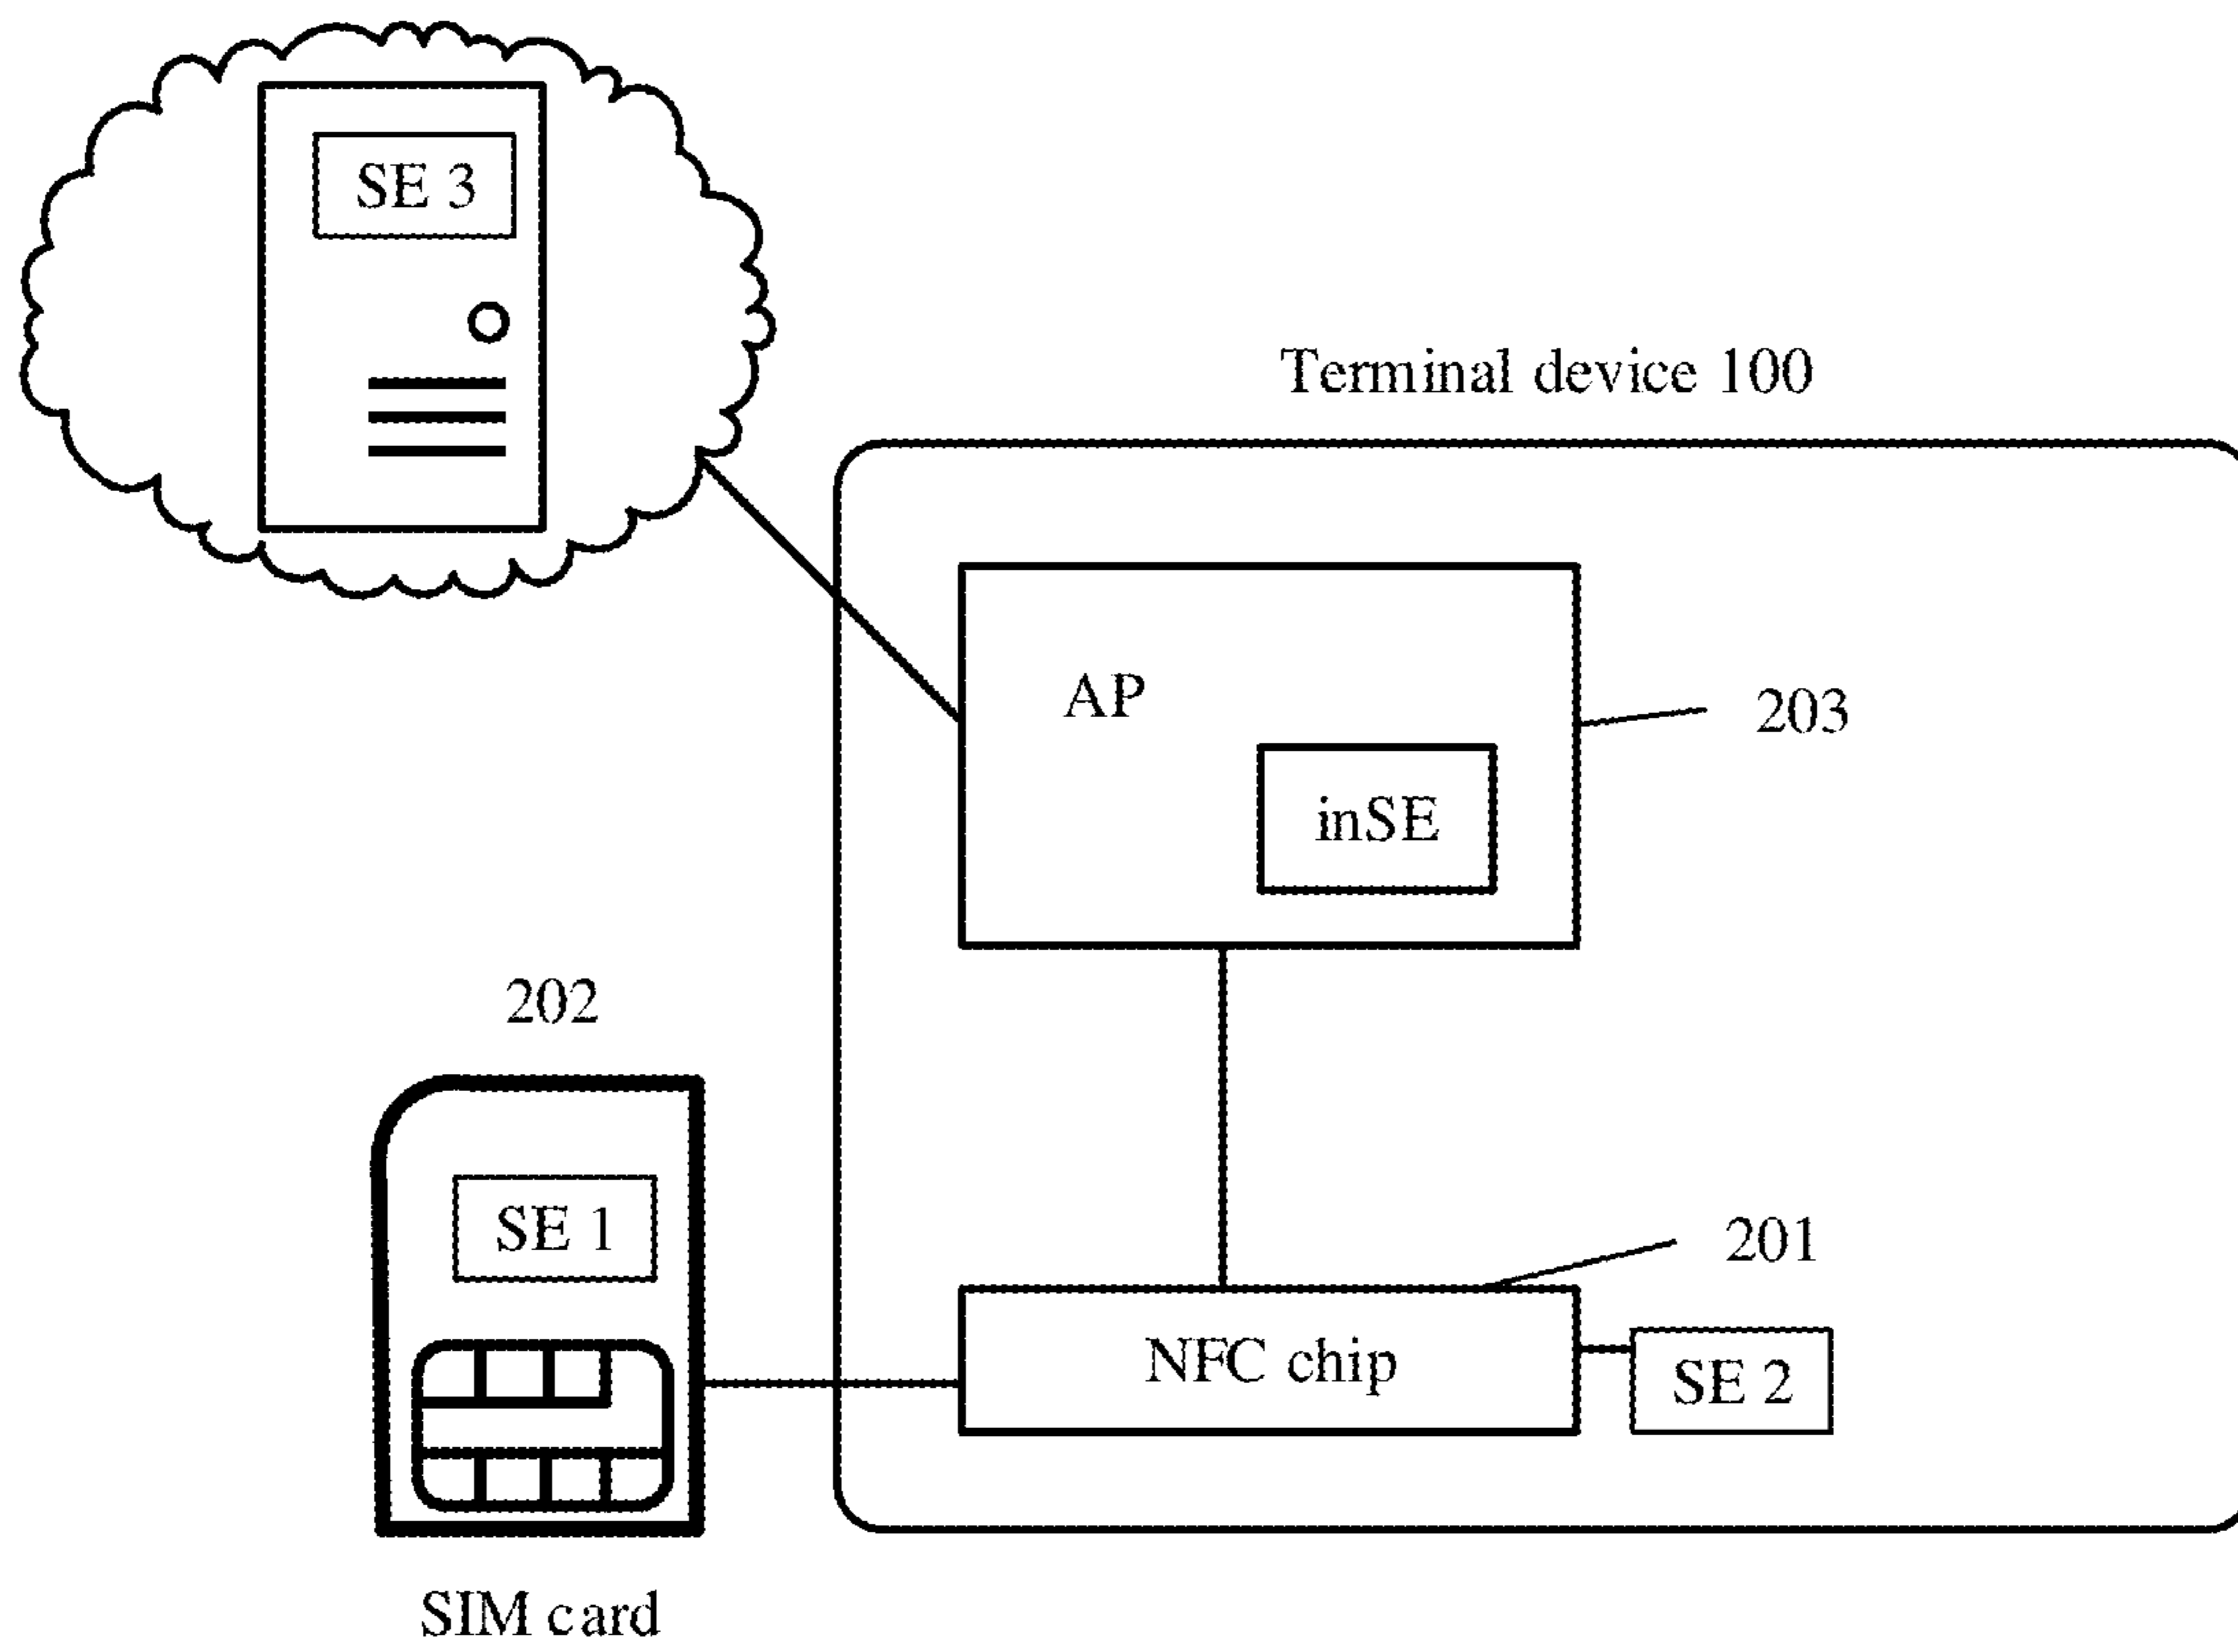 SE 3
Terminal device 100
AP
203
inSE
202
SE 1
201
NFC chip
SE 2
SIM card